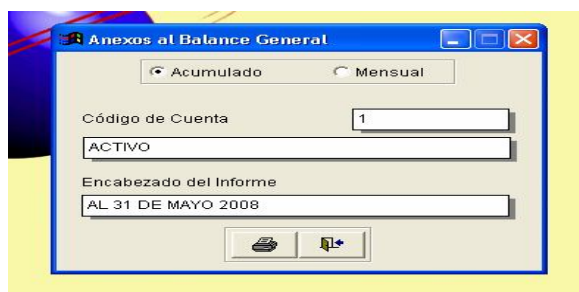 Anexos al Balance General
Acumulado Mensual
Código de Cuenta 1
ACTIVO
Encabezado del Informe
AL 31 DE MAYO 2008